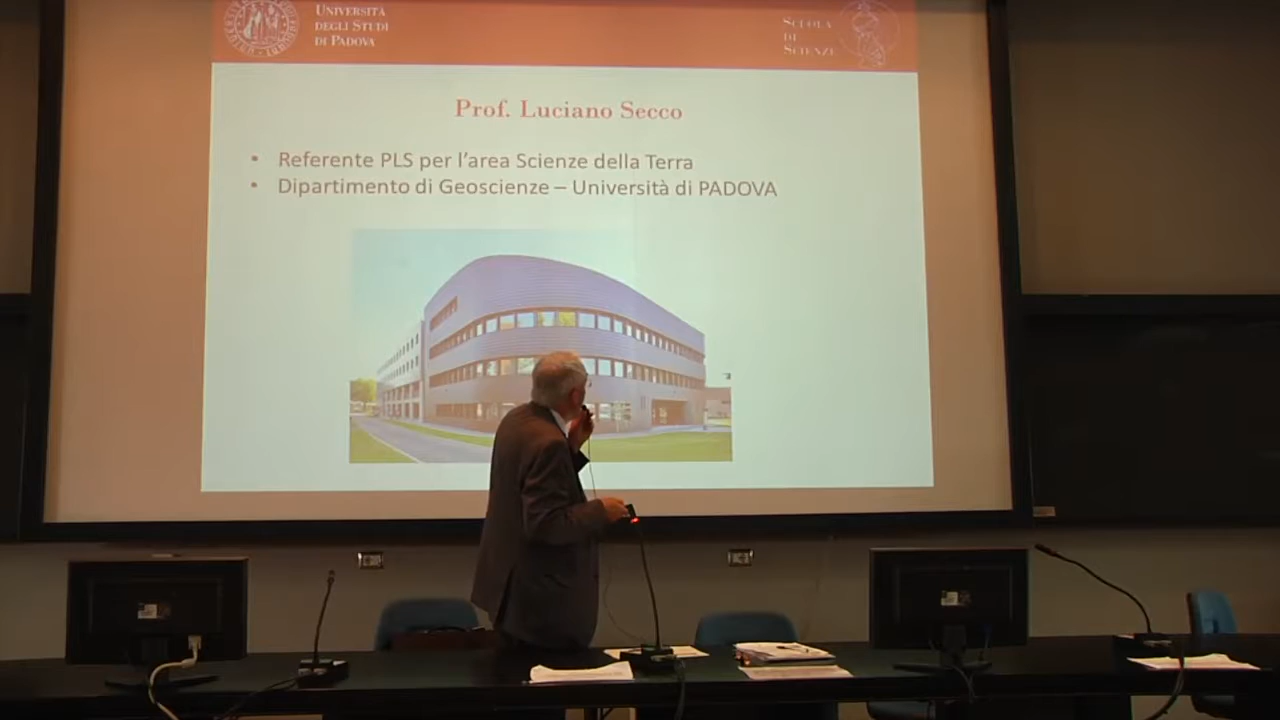 UNIVERSITÀ
DEGLI STUDI
DI PADOVA
SCUOLA
DI
SCIENZE
Prof. Luciano Secco
• Referente PLS per l'area Scienze della Terra
• Dipartimento di Geoscienze – Università di PADOVA